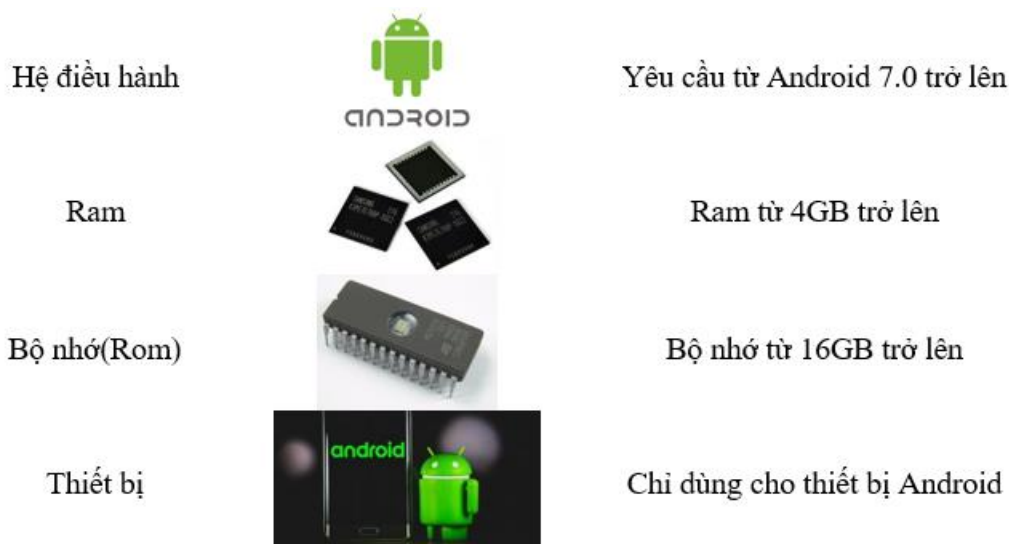 Hệ điều hành
ANDROID
Yêu cầu từ Android 7.0 trở lên
Ram
Ram từ 4GB trở lên
Bộ nhớ(Rom)
Bộ nhớ từ 16GB trở lên
Thiết bị
android
Chỉ dùng cho thiết bị Android